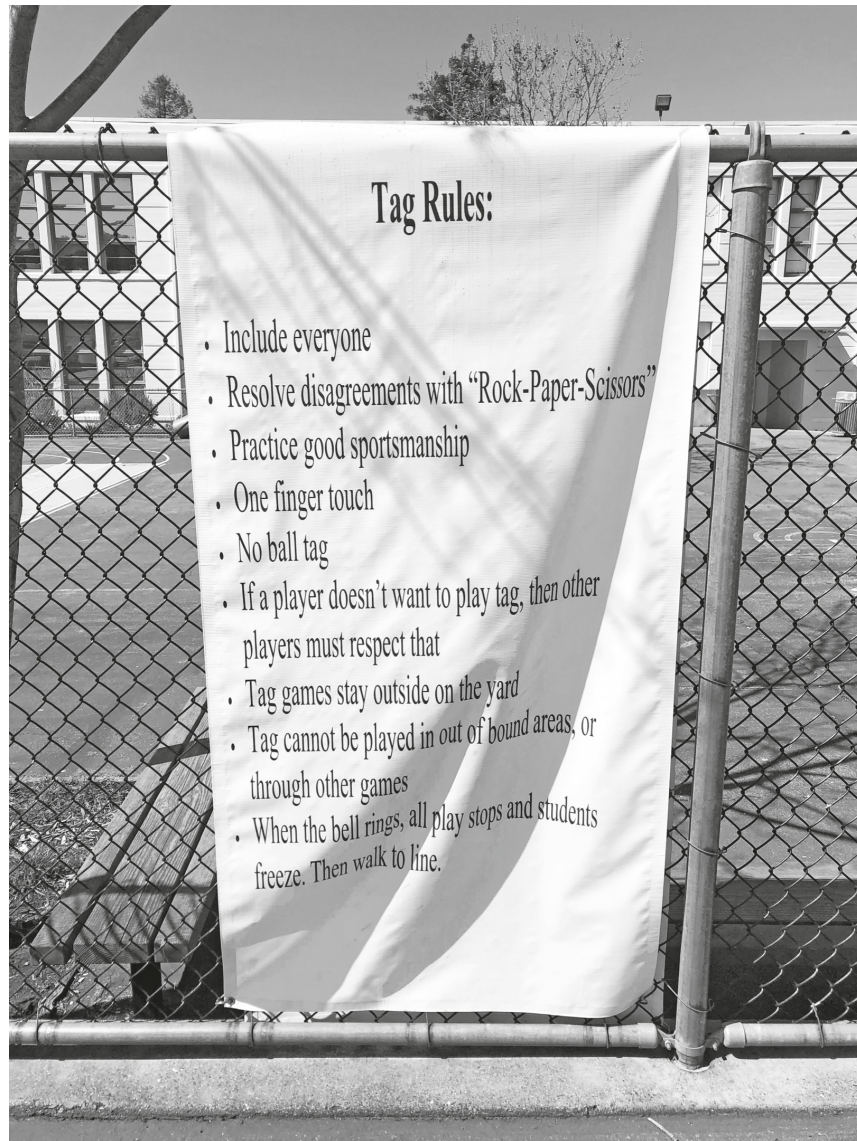 Tag Rules:
• Include everyone
• Resolve disagreements with “Rock-Paper-Scissors”
• Practice good sportsmanship
• One finger touch
• No ball tag
• If a player doesn’t want to play tag, then other
players must respect that
• Tag games stay outside on the yard
• Tag cannot be played in out of bound areas, or
through other games
• When the bell rings, all play stops and students
freeze. Then walk to line.